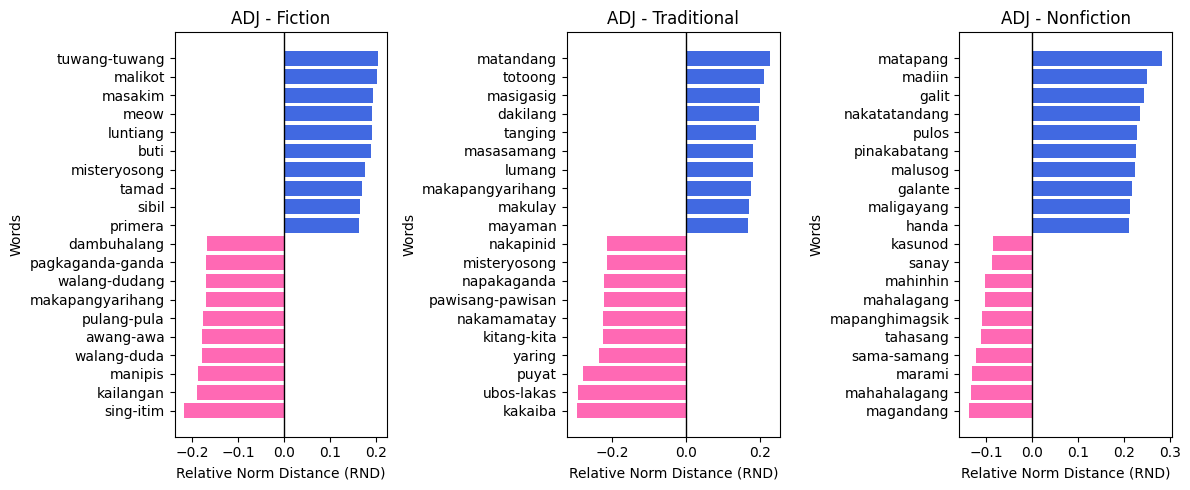 ADJ - Fiction
Words
tuwang-tuwang
malikot
masakim
meow
luntiang
buti
misteryosong
tamad
sibil
primera
dambuhalang
pagkaganda-ganda
walang-dudang
makapangyarihang
pulang-pula
awang-awa
walang-duda
manipis
kailangan
sing-itim
−0.2 −0.1 0.0 0.1 0.2
Relative Norm Distance (RND)
ADJ - Traditional
Words
matandang
totoong
masigasig
dakilang
tanging
masasamang
lumang
makapangyarihang
makulay
mayaman
nakapinid
misteryosong
napakaganda
pawisang-pawisan
nakamamatay
kitang-kita
yaring
puyat
ubos-lakas
kakaiba
−0.2 0.0 0.2
Relative Norm Distance (RND)
ADJ - Nonfiction
Words
matapang
madiin
galit
nakatatandang
pulos
pinakabatang
malusog
galante
maligayang
handa
kasunod
sanay
mahinhin
mahalagang
mapanghimagsik
tahasang
sama-samang
marami
mahahalagang
magandang
−0.1 0.0 0.1 0.2 0.3
Relative Norm Distance (RND)